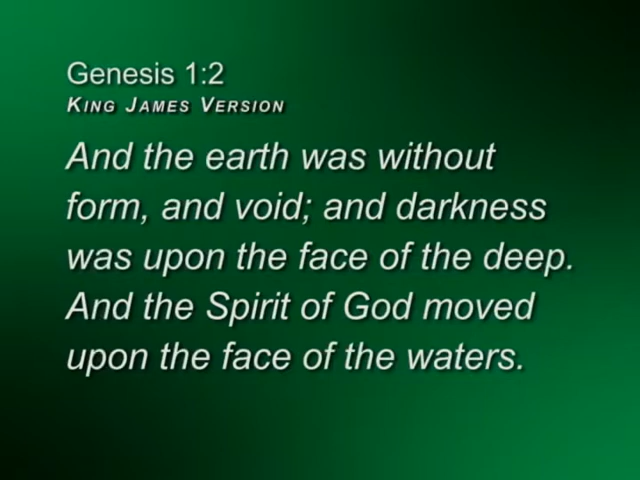 Genesis 1:2
King James Version
And the earth was without
form, and void; and darkness
was upon the face of the deep.
And the Spirit of God moved
upon the face of the waters.